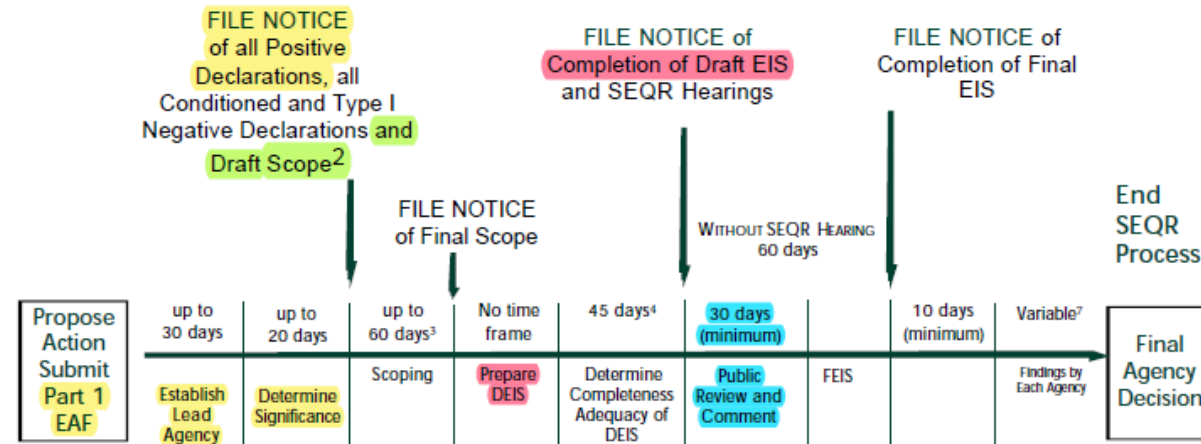 FILE NOTICE
of all Positive
Declarations, all
Conditioned and Type I
Negative Declarations and
Draft Scope2
FILE NOTICE
of Final Scope
FILE NOTICE of
Completion of Draft EIS
and SEQR Hearings
FILE NOTICE of
Completion of Final
EIS
WITHOUT SEQR HEARING
60 days
End
SEQR
Process
Propose
Action
Submit
Part 1
EAF
up to
30 days
up to
20 days
up to
60 days3
No time
frame
45 days4
30 days
(minimum)
10 days
(minimum)
Variable7
Establish
Lead
Agency
Determine
Significance
Scoping
Prepare
DEIS
Determine
Completeness
Adequacy of
DEIS
Public
Review and
Comment
FEIS
Findings by
Each Agency
Final
Agency
Decision